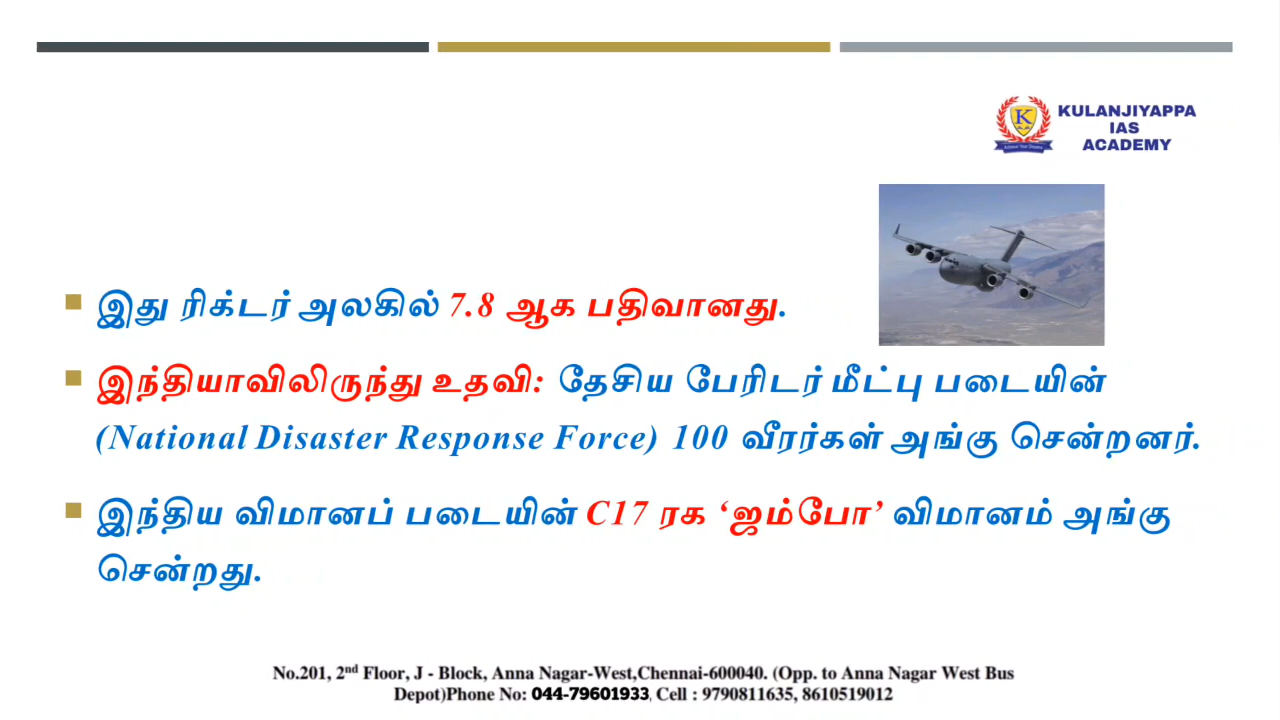 KULANJIYAPPA
IAS
ACADEMY
இது ரிக்டர் அலகில் 7.8 ஆக பதிவானது.
இந்தியாவிலிருந்து உதவி: தேசிய பேரிடர் மீட்பு படையின்
(National Disaster Response Force) 100 வீரர்கள் அங்கு சென்றனர்.
இந்திய விமானப் படையின் C17 ரக ‘ஜம்போ’ விமானம் அங்கு
சென்றது.
No.201, 2nd Floor, J - Block, Anna Nagar-West,Chennai-600040. (Opp. to Anna Nagar West Bus
Depot)Phone No: 044-79601933, Cell : 9790811635, 8610519012